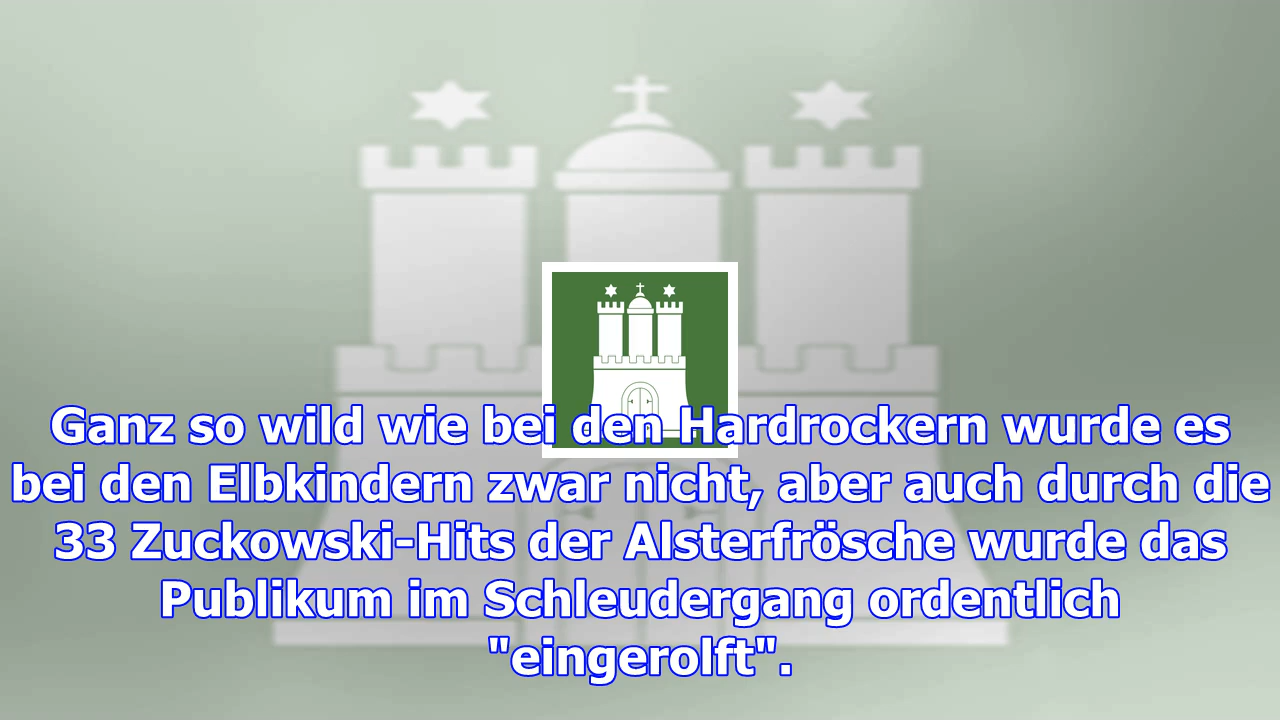 Ganz so wild wie bei den Hardrockern wurde es
bei den Elbkindern zwar nicht, aber auch durch die
33 Zuckowski-Hits der Alsterfrösche wurde das
Publikum im Schleudergang ordentlich
"eingerolft".